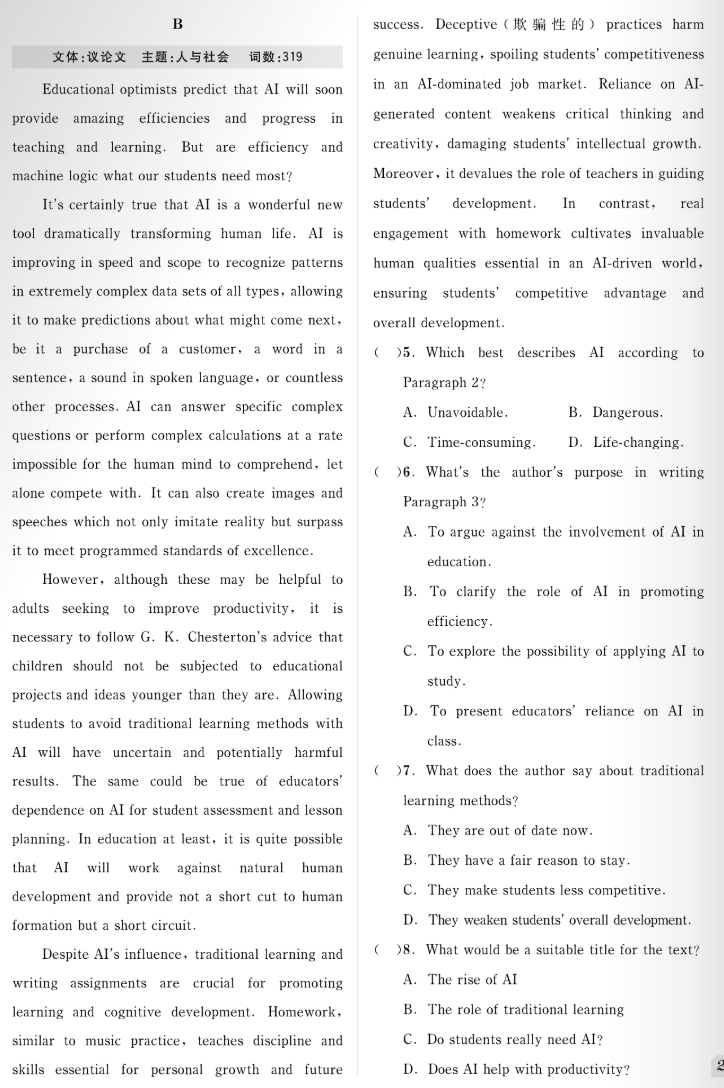 B
文体:议论文 主题:人与社会 词数:319
Educational optimists predict that AI will soon
provide amazing efficiencies and progress in
teaching and learning. But are efficiency and
machine logic what our students need most?
It's certainly true that AI is a wonderful new
tool dramatically transforming human life. AI is
improving in speed and scope to recognize patterns
in extremely complex data sets of all types, allowing
it to make predictions about what might come next,
be it a purchase of a customer, a word in a
sentence, a sound in spoken language, or countless
other processes. AI can answer specific complex
questions or perform complex calculations at a rate
impossible for the human mind to comprehend, let
alone compete with. It can also create images and
speeches which not only imitate reality but surpass
it to meet programmed standards of excellence.
However, although these may be helpful to
adults seeking to improve productivity, it is
necessary to follow G. K. Chesterton's advice that
children should not be subjected to educational
projects and ideas younger than they are. Allowing
students to avoid traditional learning methods with
AI will have uncertain and potentially harmful
results. The same could be true of educators'
dependence on AI for student assessment and lesson
planning. In education at least, it is quite possible
that AI will work against natural human
development and provide not a short cut to human
formation but a short circuit.
Despite AI's influence, traditional learning and
writing assignments are crucial for promoting
learning and cognitive development. Homework,
similar to music practice, teaches discipline and
skills essential for personal growth and future
success. Deceptive (欺骗性的) practices harm
genuine learning, spoiling students' competitiveness
in an AI-dominated job market. Reliance on AI-
generated content weakens critical thinking and
creativity, damaging students' intellectual growth.
Moreover, it devalues the role of teachers in guiding
students' development. In contrast, real
engagement with homework cultivates invaluable
human qualities essential in an AI-driven world,
ensuring students' competitive advantage and
overall development.
( )5. Which best describes AI according to
Paragraph 2?
A. Unavoidable. B. Dangerous.
C. Time-consuming. D. Life-changing.
( )6. What's the author's purpose in writing
Paragraph 3?
A. To argue against the involvement of AI in
education.
B. To clarify the role of AI in promoting
efficiency.
C. To explore the possibility of applying AI to
study.
D. To present educators' reliance on AI in
class.
( )7. What does the author say about traditional
learning methods?
A. They are out of date now.
B. They have a fair reason to stay.
C. They make students less competitive.
D. They weaken students' overall development.
( )8. What would be a suitable title for the text?
A. The rise of AI
B. The role of traditional learning
C. Do students really need AI?
D. Does AI help with productivity?
2